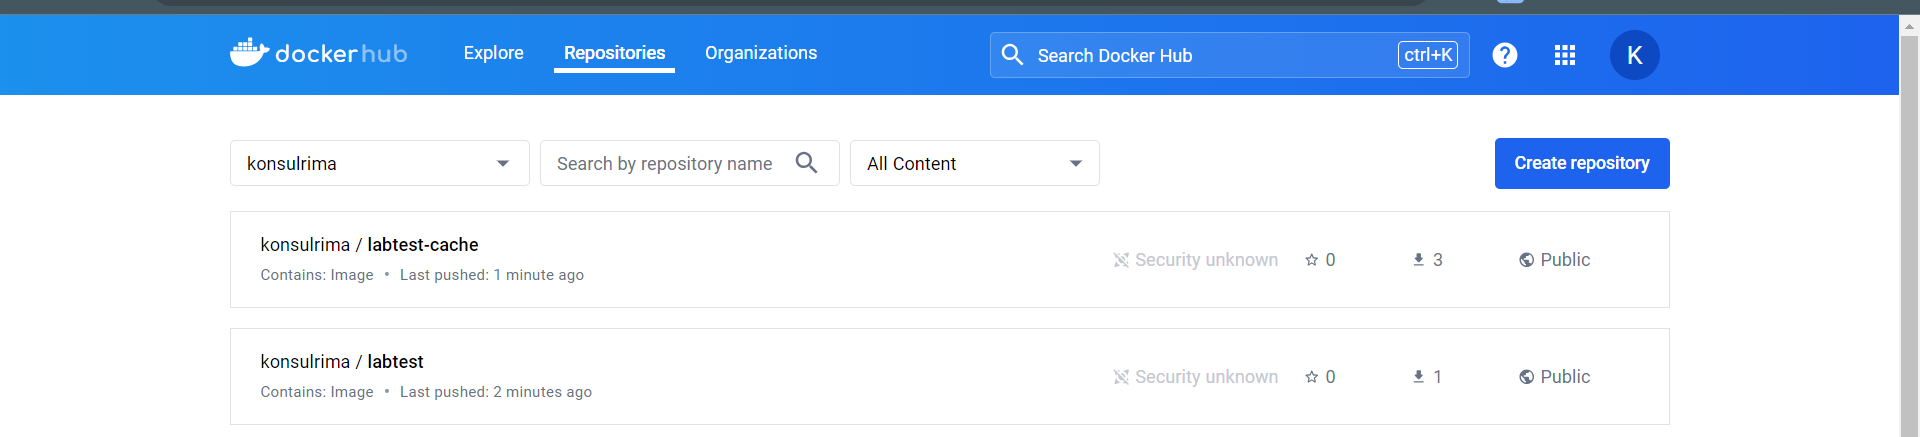 dockerhub Explore Repositories Organizations Search Docker Hub ctrl+K ? K
konsulrima Search by repository name All Content Create repository
konsulrima / labtest-cache
Contains: Image • Last pushed: 1 minute ago
Security unknown 0 3 Public
konsulrima / labtest
Contains: Image • Last pushed: 2 minutes ago
Security unknown 0 1 Public